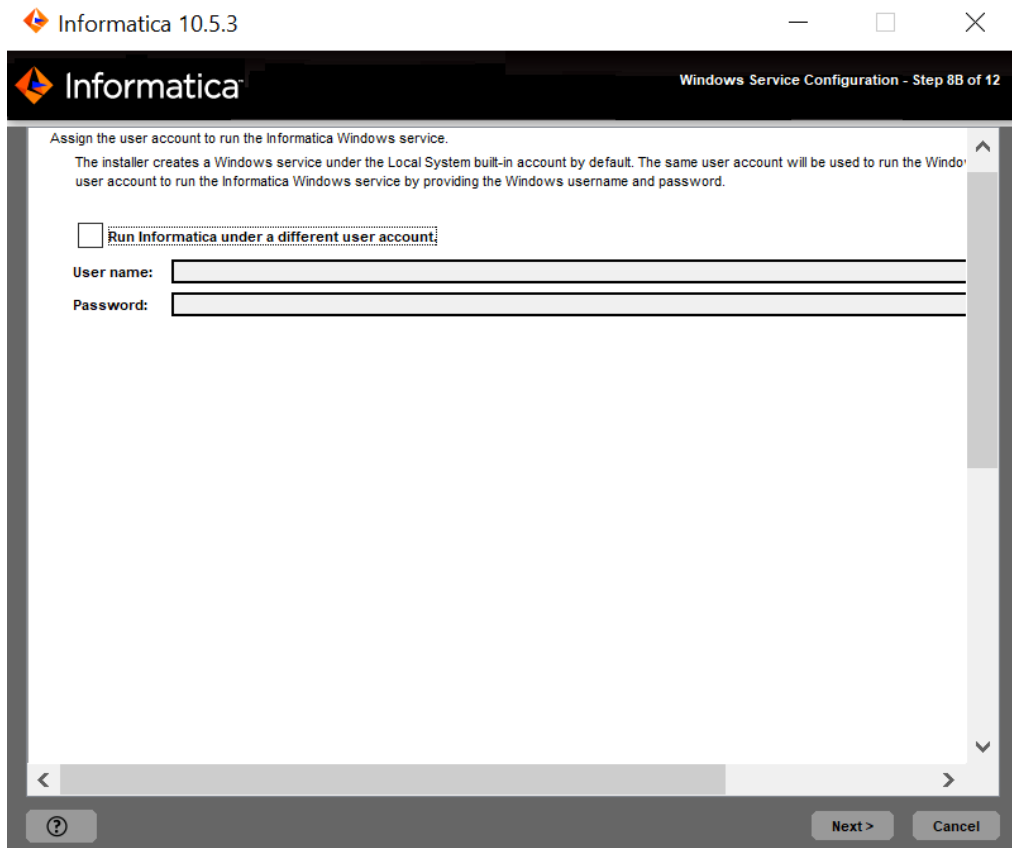 Informatica 10.5.3
Informatica
Windows Service Configuration - Step 8B of 12
Assign the user account to run the Informatica Windows service.
The installer creates a Windows service under the Local System built-in account by default. The same user account will be used to run the
user account to run the Informatica Windows service by providing the Windows username and password.
Run Informatica under a different user account.
User name:
Password:
Next >
Cancel